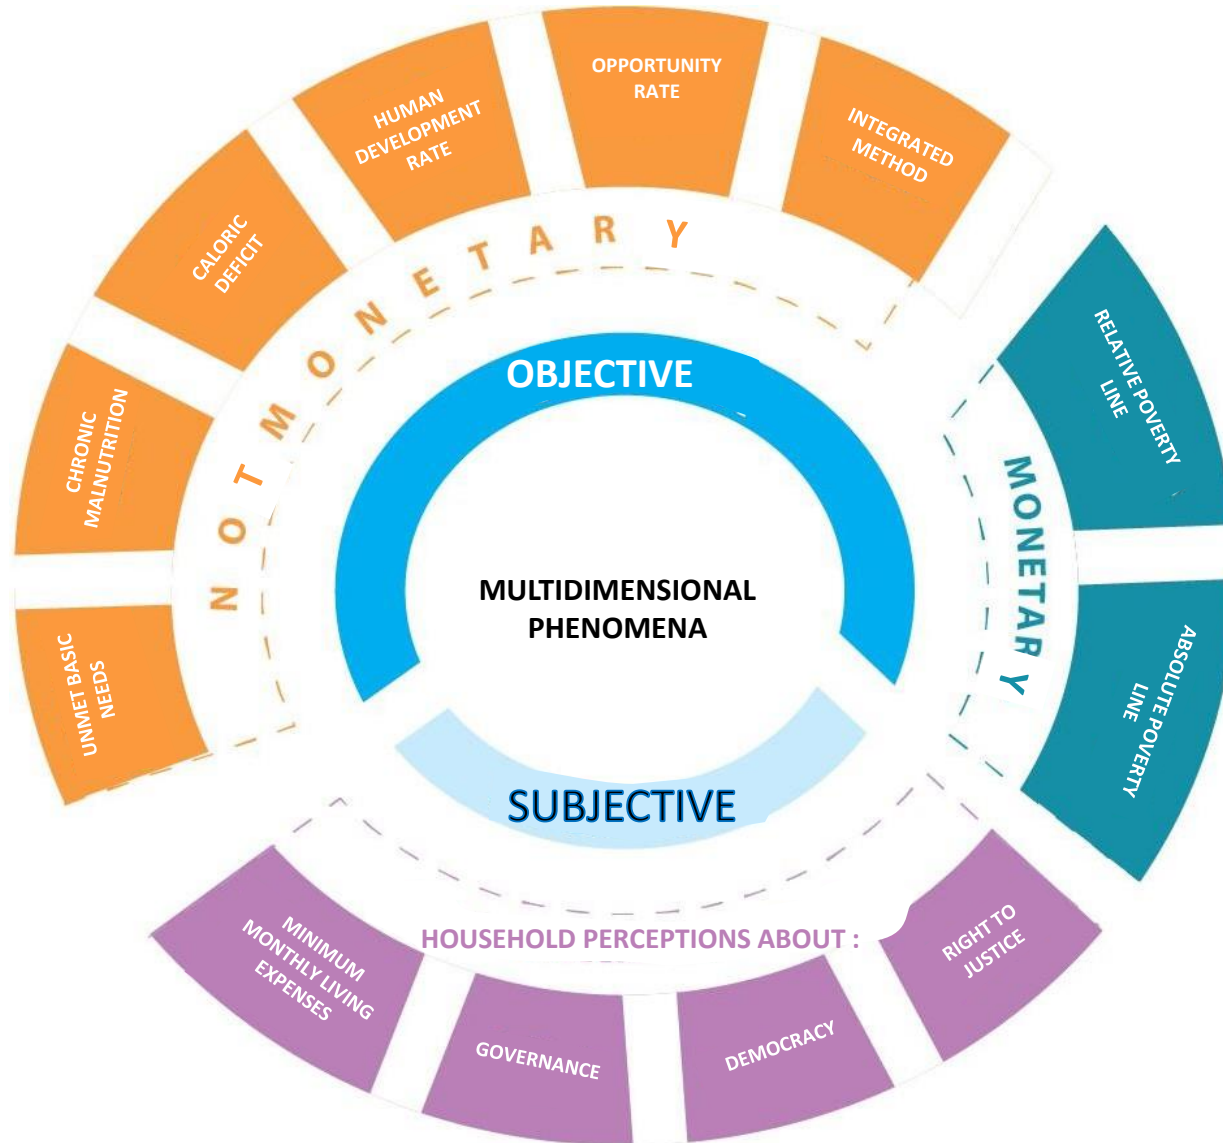 OPPORTUNITY
RATE
HUMAN
DEVELOPMENT
RATE
INTEGRATED
METHOD
CALORIC
DEFICIT
CHRONIC
MALNUTRITION
UNMET BASIC
NEEDS
NOT MONETARY
RELATIVE POVERTY
LINE
ABSOLUTE POVERTY
LINE
MONETARY
OBJECTIVE
MULTIDIMENSIONAL
PHENOMENA
SUBJECTIVE
HOUSEHOLD PERCEPTIONS ABOUT :
MINIMUM
MONTHLY LIVING
EXPENSES
GOVERNANCE
DEMOCRACY
RIGHT TO
JUSTICE